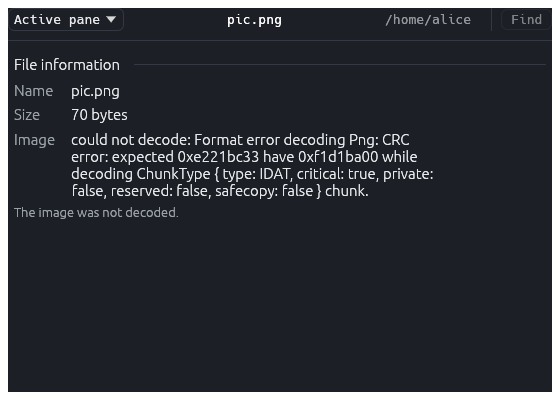 Active pane pic.png /home/alice Find
File information
Name pic.png
Size 70 bytes
Image could not decode: Format error decoding Png: CRC
error: expected 0xe221bc33 have 0xf1d1ba00 while
decoding ChunkType { type: IDAT, critical: true, private:
false, reserved: false, safecopy: false } chunk.
The image was not decoded.